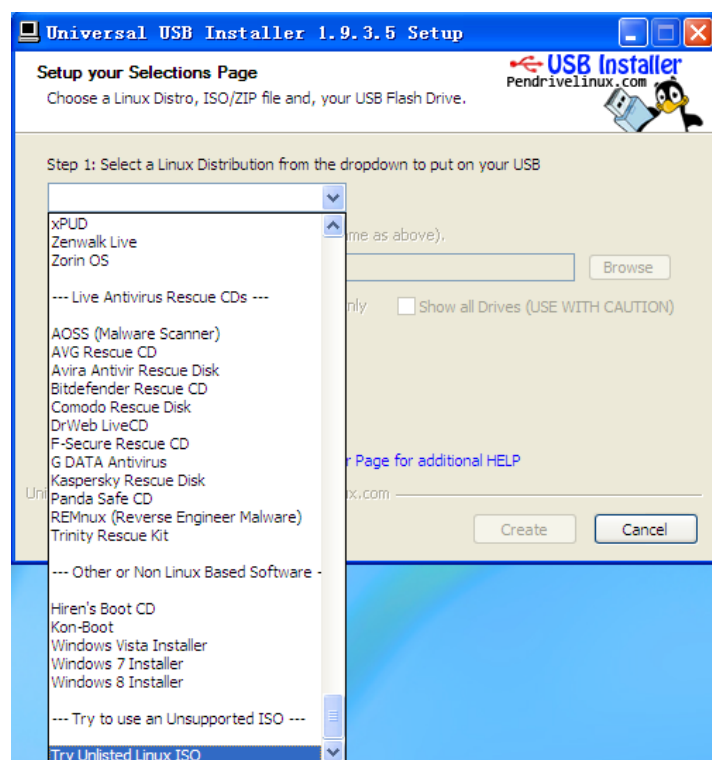 Universal USB Installer 1.9.3.5 Setup
Setup your Selections Page
Choose a Linux Distro, ISO/ZIP file and, your USB Flash Drive.
USB Installer
Pendrivelinux.com
Step 1: Select a Linux Distribution from the dropdown to put on your USB
xPUD
Zenwalk Live
me as above).
Zorin OS
Browse
--- Live Antivirus Rescue CDs ---
nly
Show all Drives (USE WITH CAUTION)
AOSS (Malware Scanner)
AVG Rescue CD
Avira Antivir Rescue Disk
Bitdefender Rescue CD
Comodo Rescue Disk
DrWeb LiveCD
F-Secure Rescue CD
G DATA Antivirus
r Page for additional HELP
Kaspersky Rescue Disk
Uni
Panda Safe CD
x.com
REMnux (Reverse Engineer Malware)
Trinity Rescue Kit
Create
Cancel
--- Other or Non Linux Based Software -
Hiren's Boot CD
Kon-Boot
Windows Vista Installer
Windows 7 Installer
Windows 8 Installer
--- Try to use an Unsupported ISO ---
Try Unlisted Linux ISO